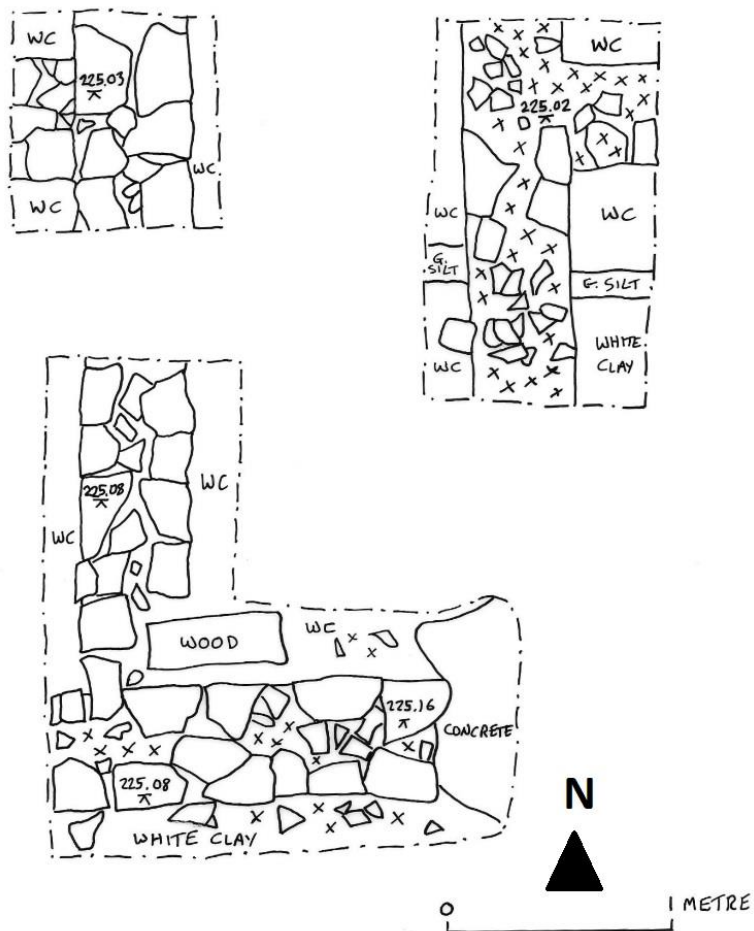 WC
225.03
WC
WC
WC
225.02
WC
WC
G.
SILT
G. SILT
WC
WHITE
CLAY
225.08
WC
WC
WOOD
WC
225.16
CONCRETE
225.08
WHITE CLAY
N
0
1 METRE